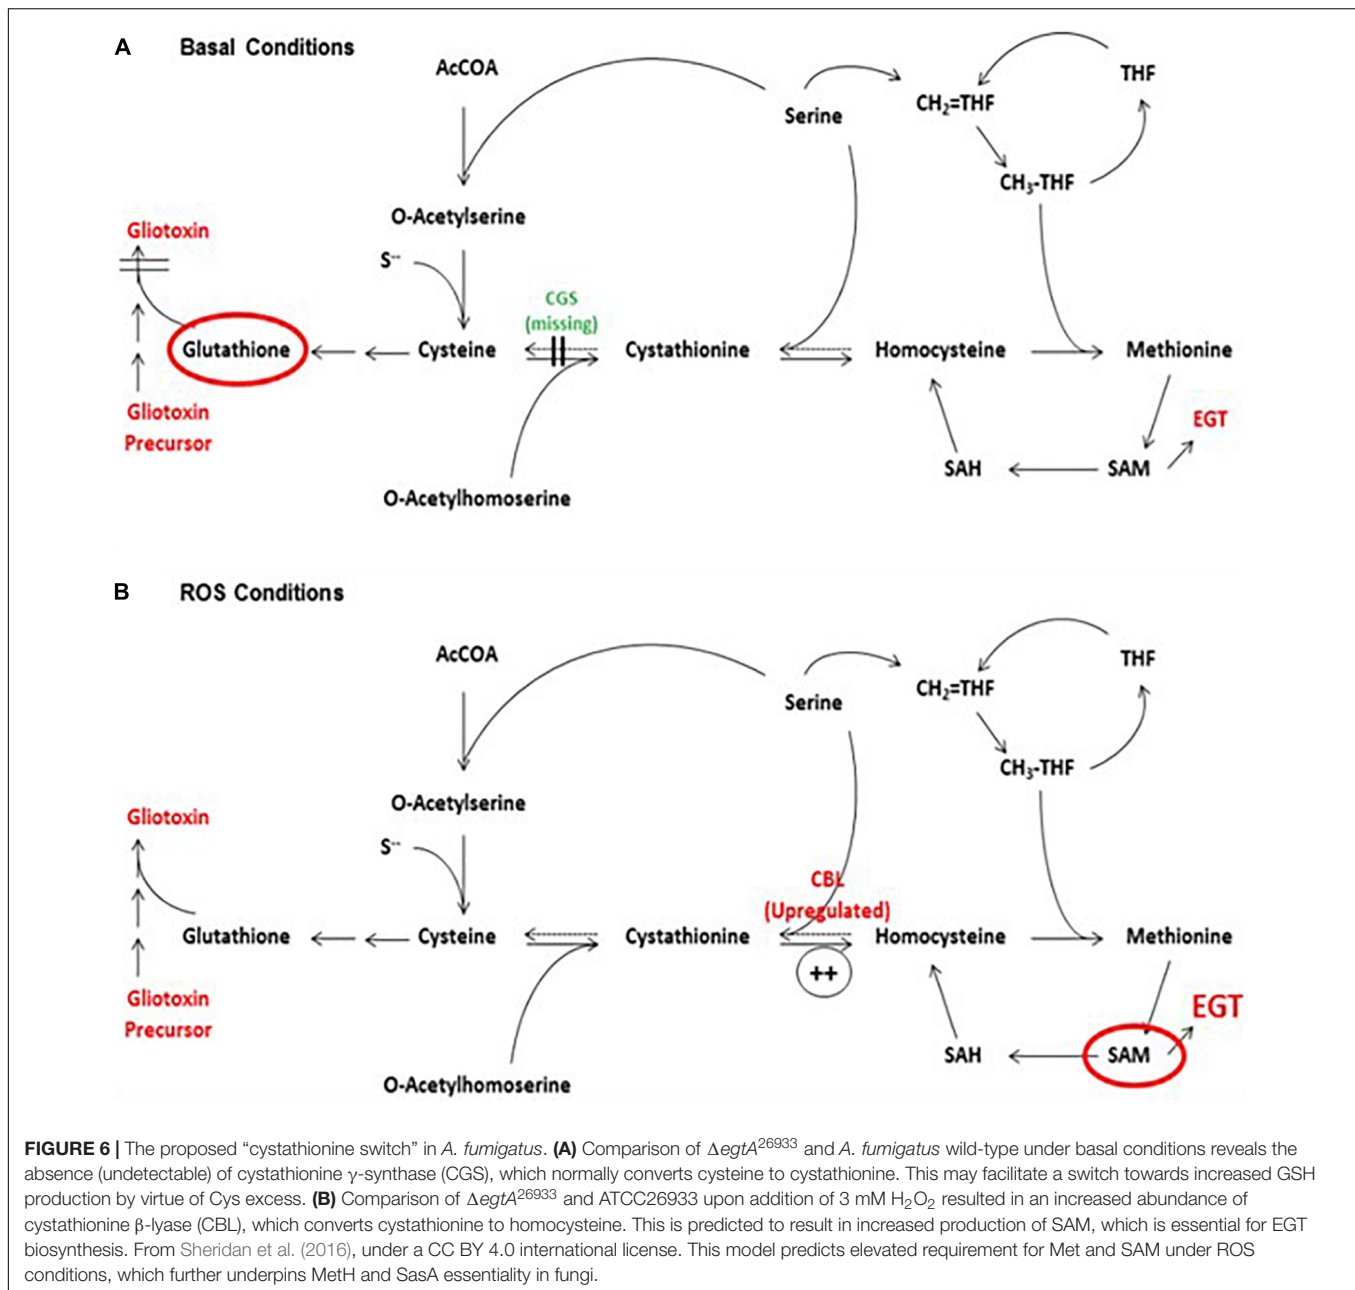 A Basal Conditions
AcCOA
Serine
CH₂=THF
THF
CH₃-THF
O-Acetylserine
Gliotoxin
S--
CGS
(missing)
Glutathione
Cysteine
Cystathionine
Homocysteine
Methionine
Gliotoxin
Precursor
EGT
SAH
SAM
O-Acetylhomoserine
B ROS Conditions
AcCOA
Serine
CH₂=THF
THF
CH₃-THF
O-Acetylserine
Gliotoxin
S--
CBL
(Upregulated)
Glutathione
Cysteine
Cystathionine
Homocysteine
Methionine
++
Gliotoxin
Precursor
EGT
SAH
SAM
O-Acetylhomoserine
FIGURE 6 | The proposed “cystathionine switch” in A. fumigatus. (A) Comparison of ΔegtA²⁶⁹³³ and A. fumigatus wild-type under basal conditions reveals the
absence (undetectable) of cystathionine γ-synthase (CGS), which normally converts cysteine to cystathionine. This may facilitate a switch towards increased GSH
production by virtue of Cys excess. (B) Comparison of ΔegtA²⁶⁹³³ and ATCC26933 upon addition of 3 mM H₂O₂ resulted in an increased abundance of
cystathionine β-lyase (CBL), which converts cystathionine to homocysteine. This is predicted to result in increased production of SAM, which is essential for EGT
biosynthesis. From Sheridan et al. (2016), under a CC BY 4.0 international license. This model predicts elevated requirement for Met and SAM under ROS
conditions, which further underpins MetH and SasA essentiality in fungi.